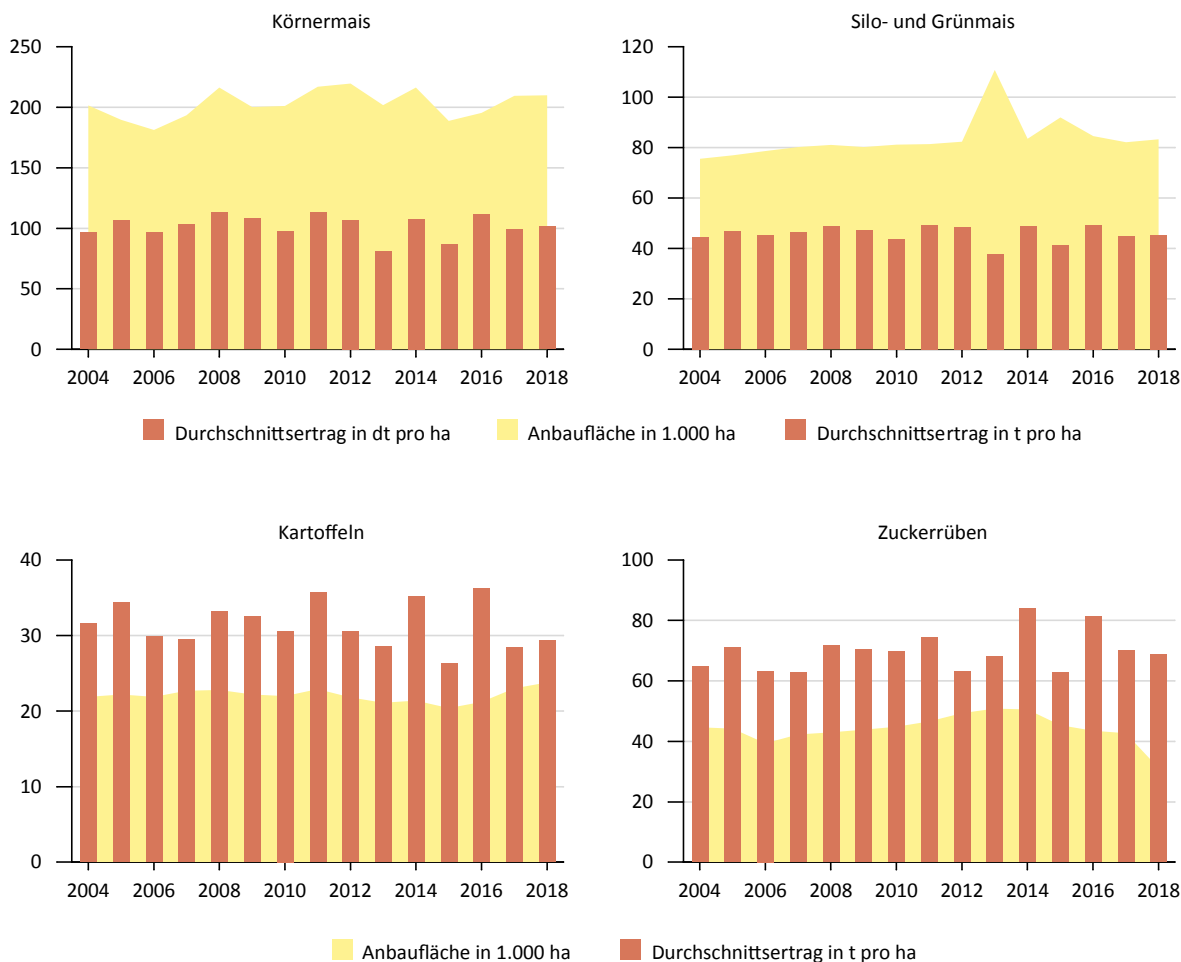 Körnermais
250
200
150
100
50
0
2004 2006 2008 2010 2012 2014 2016 2018
Silo- und Grünmais
120
100
80
60
40
20
0
2004 2006 2008 2010 2012 2014 2016 2018
Durchschnittsertrag in dt pro ha Anbaufläche in 1.000 ha Durchschnittsertrag in t pro ha
Kartoffeln
40
30
20
10
0
2004 2006 2008 2010 2012 2014 2016 2018
Zuckerrüben
100
80
60
40
20
0
2004 2006 2008 2010 2012 2014 2016 2018
Anbaufläche in 1.000 ha Durchschnittsertrag in t pro ha